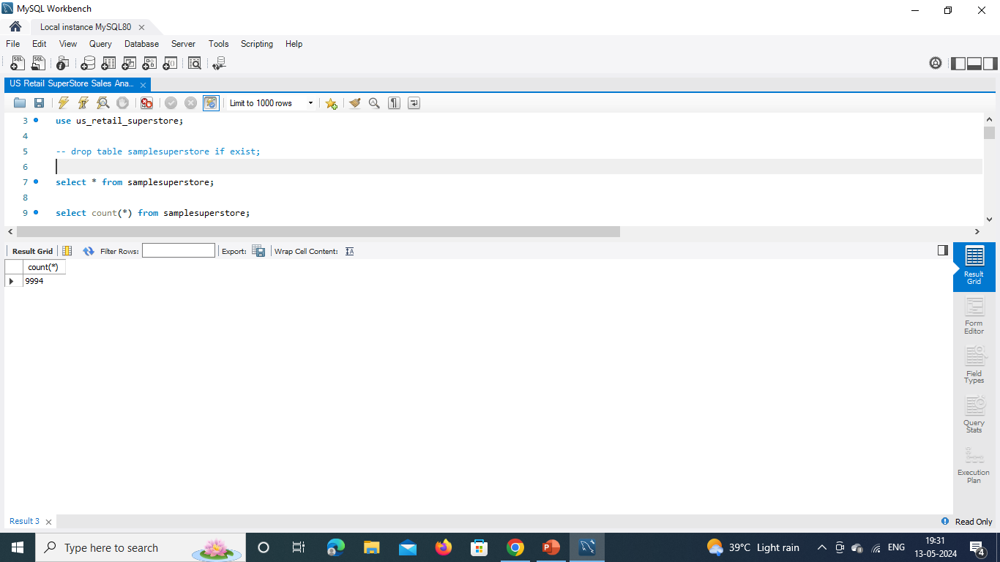 MySQL Workbench
Local instance MySQL80
File Edit View Query Database Server Tools Scripting Help
US Retail SuperStore Sales Ana...
Limit to 1000 rows
3 use us_retail_superstore;
4
5 -- drop table samplesuperstore if exist;
6
7 select * from samplesuperstore;
8
9 select count(*) from samplesuperstore;
Result Grid Filter Rows: Export: Wrap Cell Content:
count(*)
9994
Result Grid
Form Editor
Field Types
Query Stats
Execution Plan
Result 3 Read Only
Type here to search 39°C Light rain ENG 19:31
13-05-2024 4